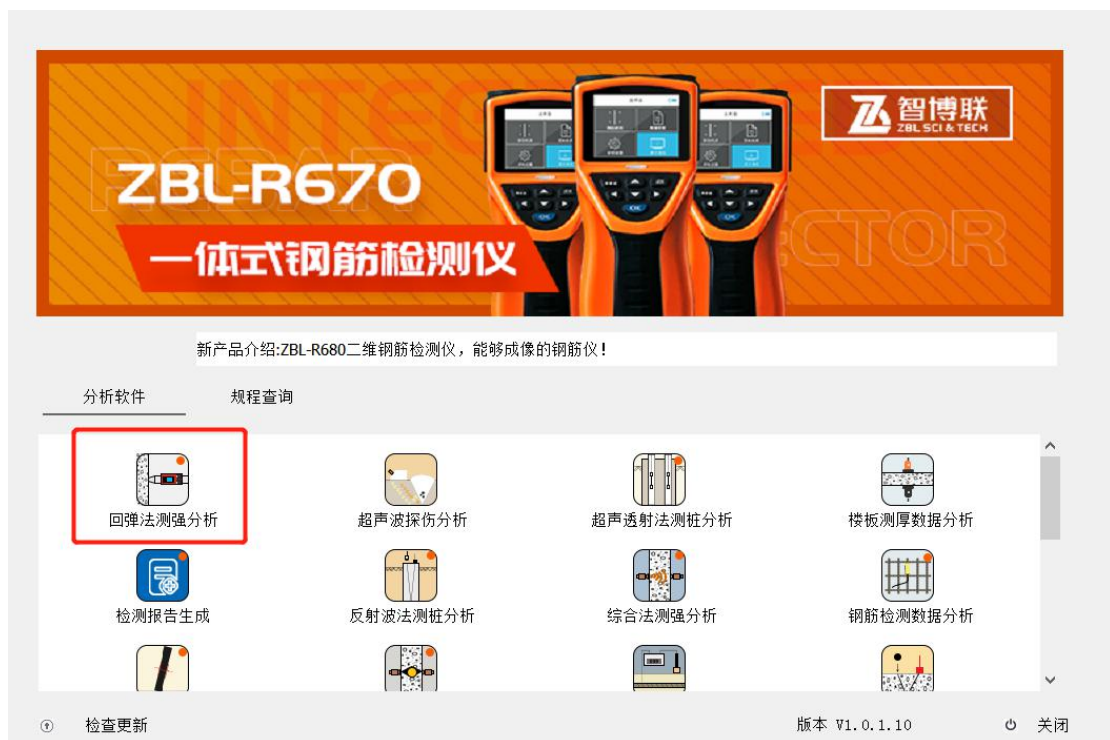 INTEC
REBAR
DETECTOR
智博联
ZBL SCI & TECH
ZBL-R670
一体式钢筋检测仪
新产品介绍:ZBL-R680二维钢筋检测仪，能够成像的钢筋仪！
分析软件 规程查询
回弹法测强分析 超声波探伤分析 超声透射法测桩分析 楼板测厚数据分析
检测报告生成 反射波法测桩分析 综合法测强分析 钢筋检测数据分析
检查更新 版本 V1.0.1.10 关闭